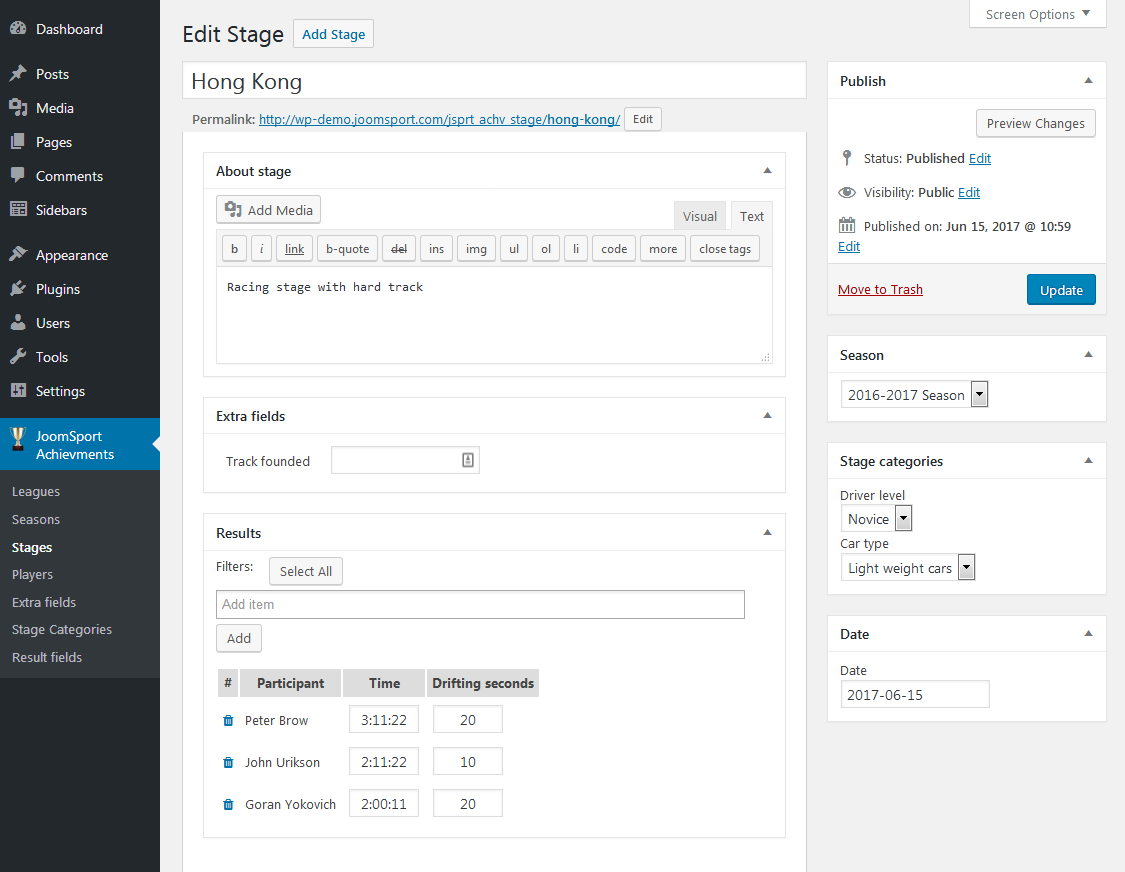 Dashboard
Posts
Media
Pages
Comments
Sidebars
Appearance
Plugins
Users
Tools
Settings
JoomSport
Achievments
Leagues
Seasons
Stages
Players
Extra fields
Stage Categories
Result fields
Screen Options
Edit Stage Add Stage
Hong Kong
Permalink: http://wp-demo.joomsport.com/jsprt_achv_stage/hong-kong/ Edit
About stage
Add Media
Visual Text
b i link b-quote del ins img ul ol li code more close tags
Racing stage with hard track
Extra fields
Track founded
Results
Filters: Select All
Add item
Add
# Participant Time Drifting seconds
Peter Brow 3:11:22 20
John Urikson 2:11:22 10
Goran Yokovich 2:00:11 20
Publish
Preview Changes
Status: Published Edit
Visibility: Public Edit
Published on: Jun 15, 2017 @ 10:59
Edit
Move to Trash Update
Season
2016-2017 Season
Stage categories
Driver level
Novice
Car type
Light weight cars
Date
Date
2017-06-15